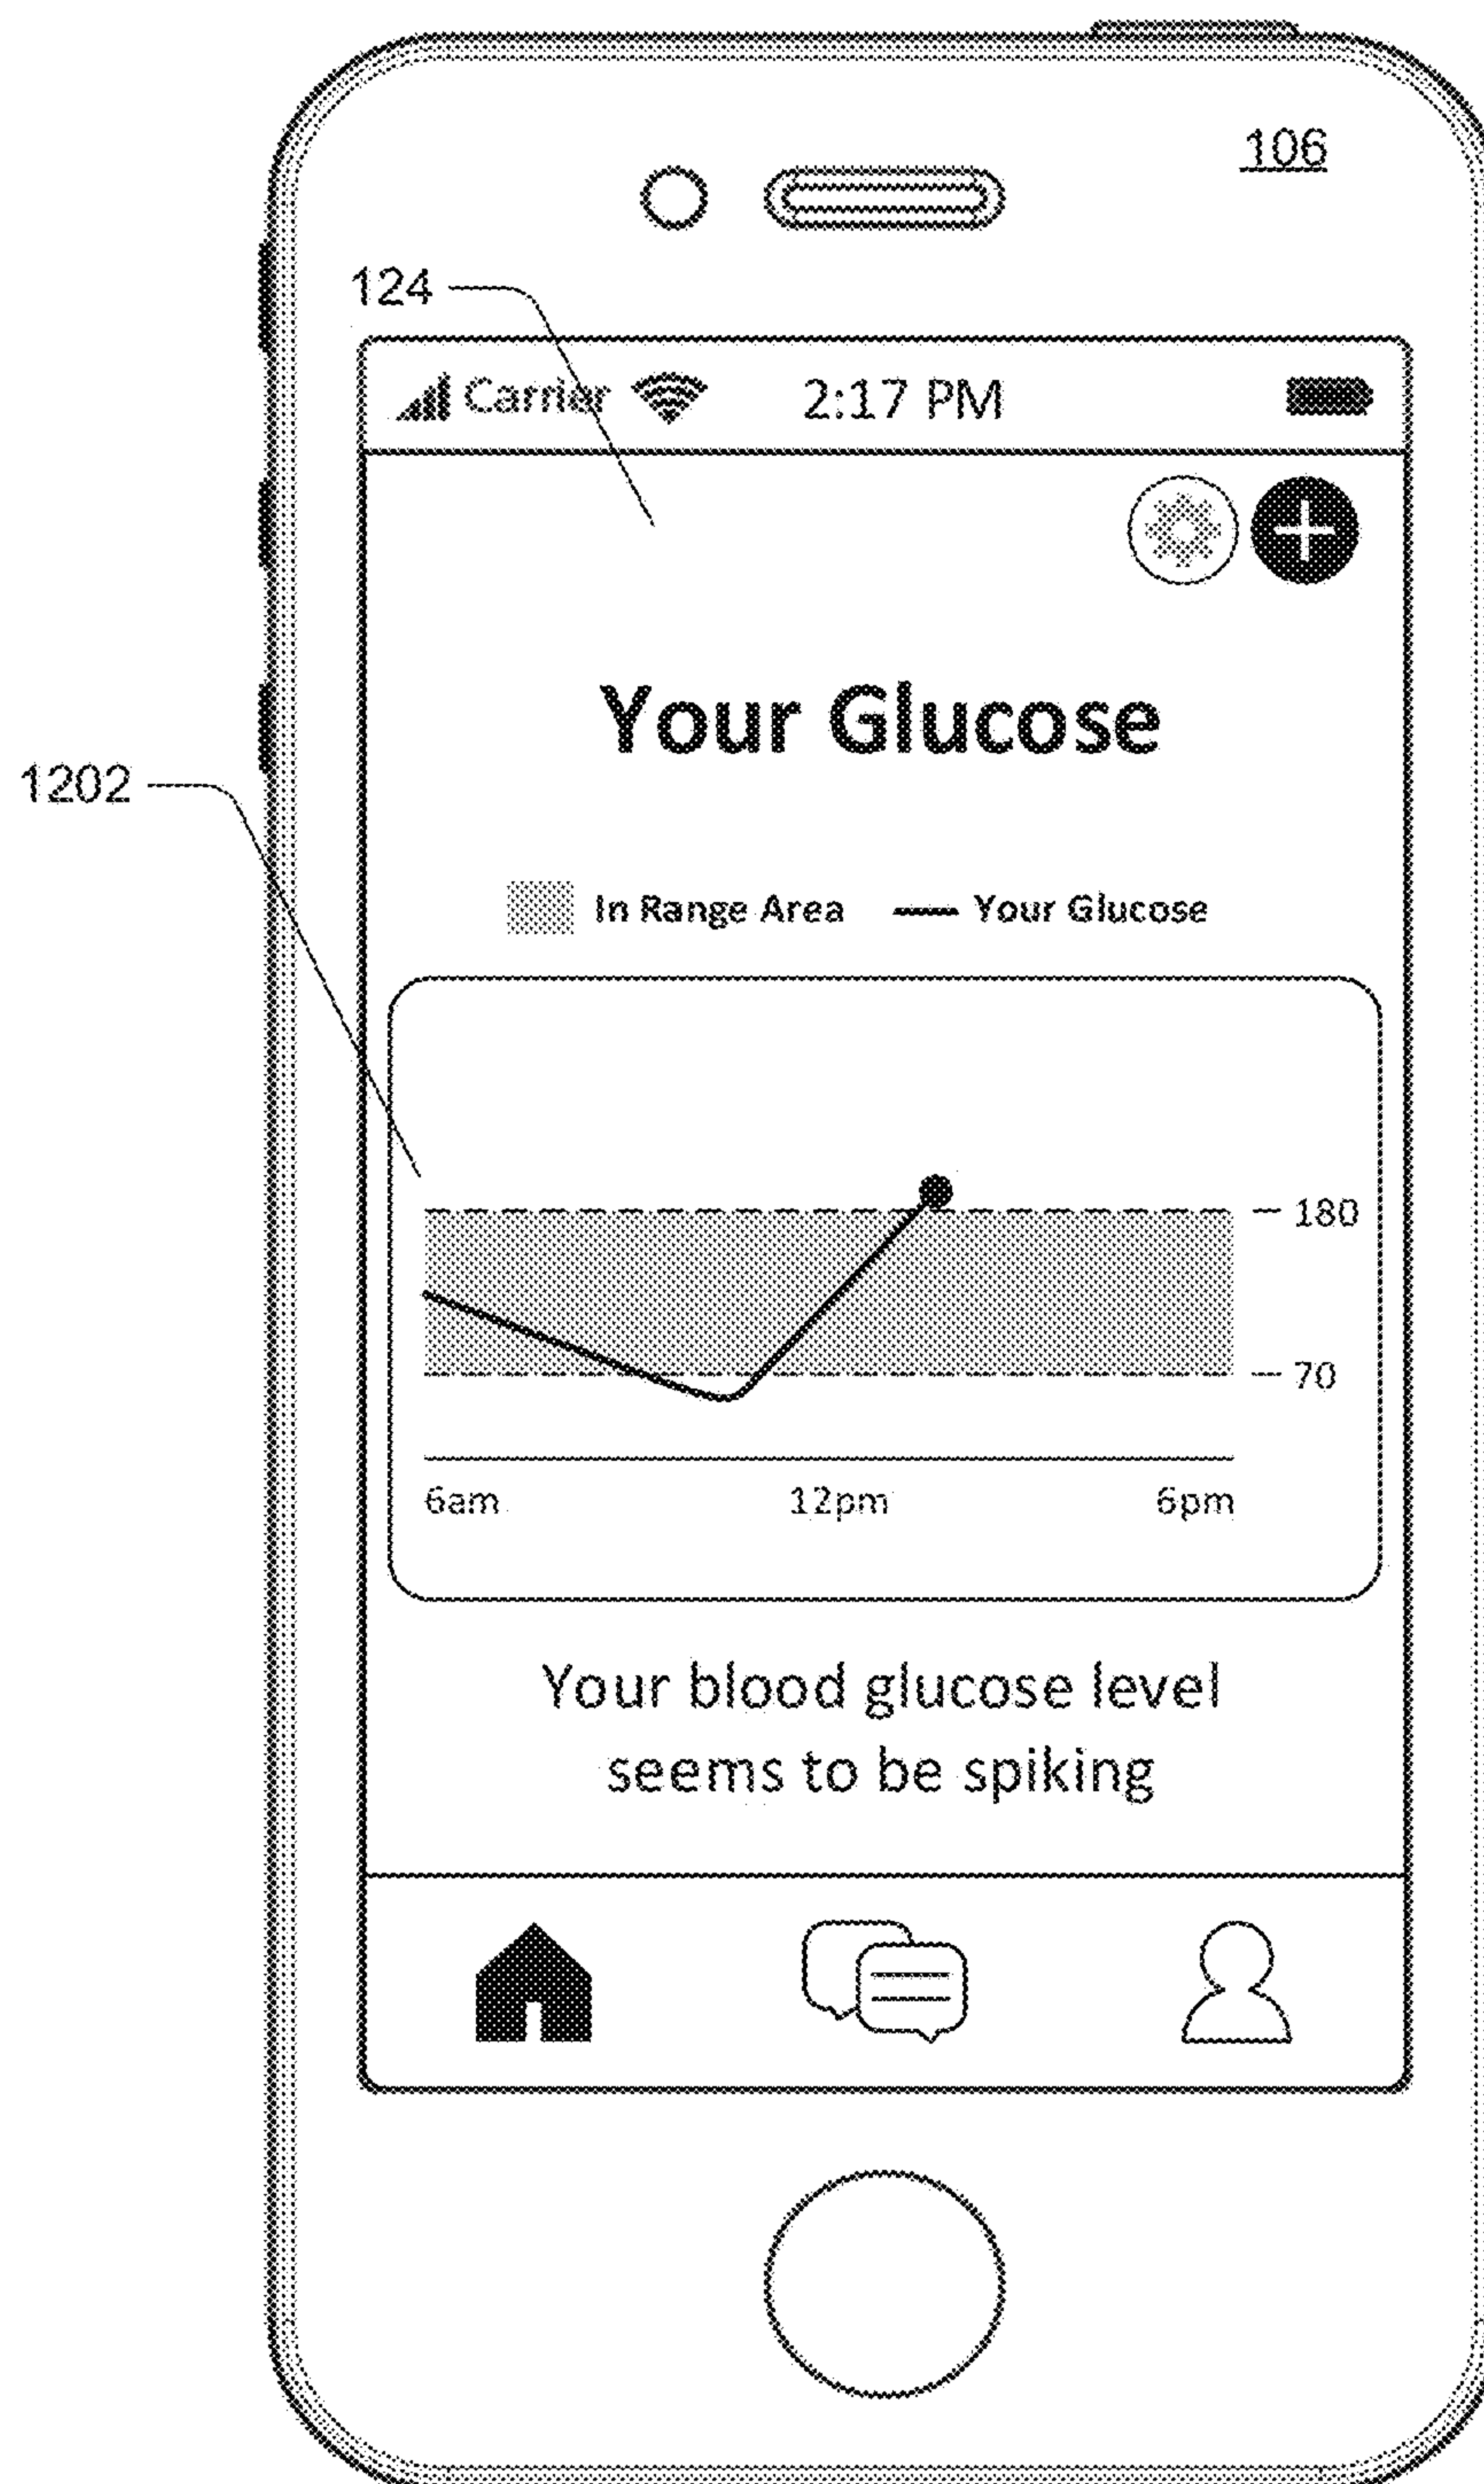 106
124
Carrier 2:17 PM
Your Glucose
1202
In Range Area Your Glucose
180
70
6am 12pm 6pm
Your blood glucose level
seems to be spiking